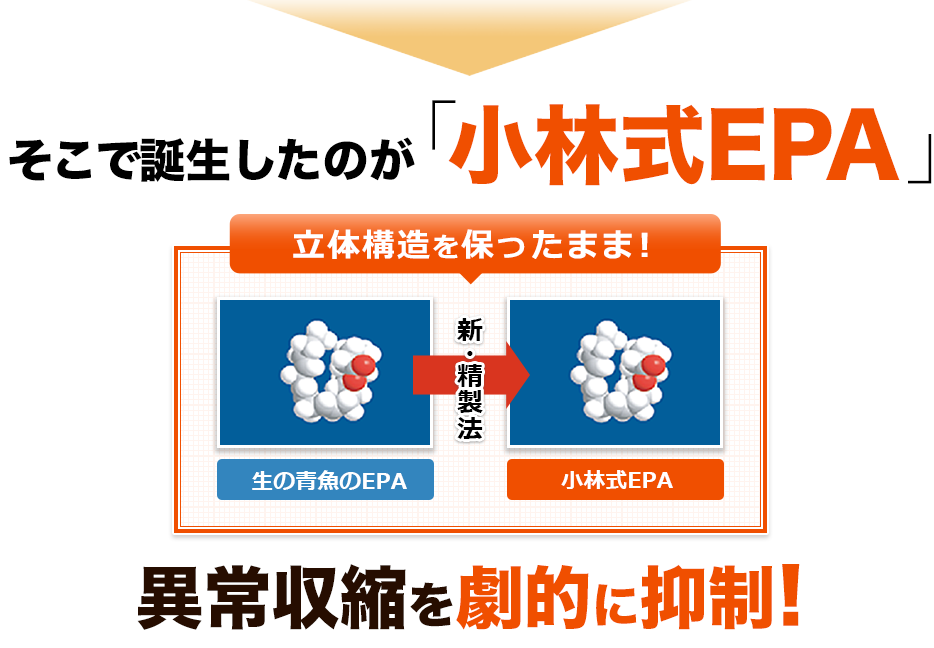 そこで誕生したのが「小林式EPA」
立体構造を保ったまま！
新・精製法
生の青魚のEPA
小林式EPA
異常収縮を劇的に抑制！